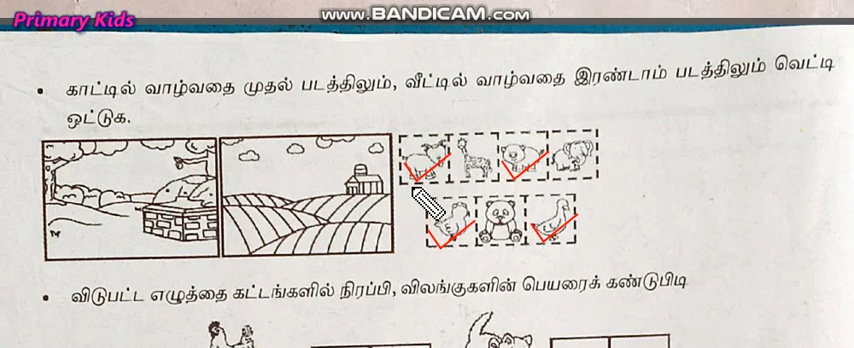 WWW.BANDICAM.COM
Primary Kids
• காட்டில் வாழ்வதை முதல் படத்திலும், வீட்டில் வாழ்வதை இரண்டாம் படத்திலும் வெட்டி
ஒட்டுக.
• விடுபட்ட எழுத்தை கட்டங்களில் நிரப்பி, விலங்குகளின் பெயரைக் கண்டுபிடி